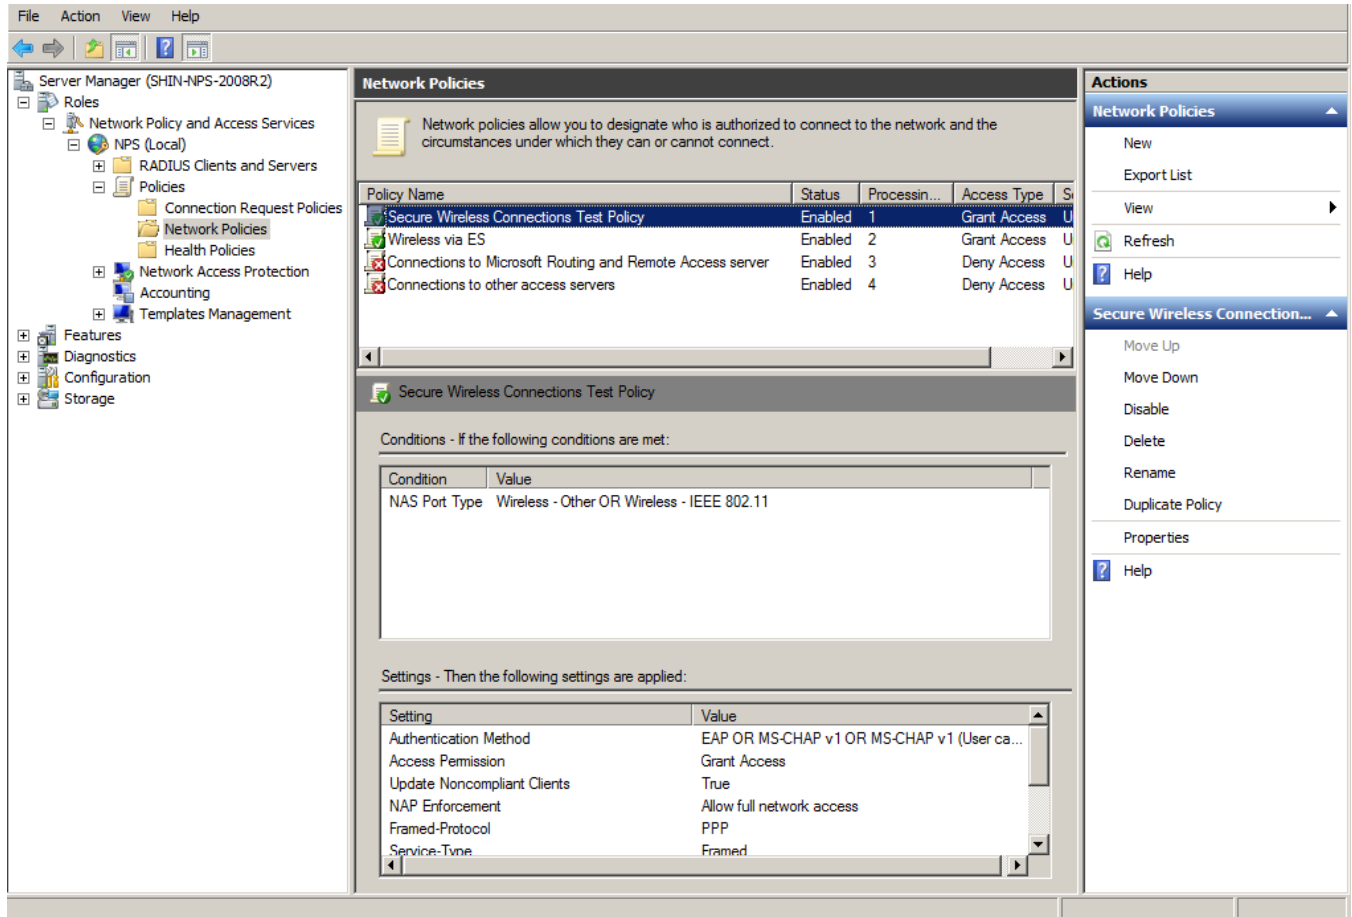 File Action View Help
Server Manager (SHIN-NPS-2008R2)
Roles
Network Policy and Access Services
NPS (Local)
RADIUS Clients and Servers
Policies
Connection Request Policies
Network Policies
Health Policies
Network Access Protection
Accounting
Templates Management
Features
Diagnostics
Configuration
Storage
Network Policies
Network policies allow you to designate who is authorized to connect to the network and the
circumstances under which they can or cannot connect.
Policy Name Status Processin... Access Type
Secure Wireless Connections Test Policy Enabled 1 Grant Access
Wireless via ES Enabled 2 Grant Access
Connections to Microsoft Routing and Remote Access server Enabled 3 Deny Access
Connections to other access servers Enabled 4 Deny Access
Secure Wireless Connections Test Policy
Conditions - If the following conditions are met:
Condition Value
NAS Port Type Wireless - Other OR Wireless - IEEE 802.11
Settings - Then the following settings are applied:
Setting Value
Authentication Method EAP OR MS-CHAP v1 OR MS-CHAP v1 (User ca...
Access Permission Grant Access
Update Noncompliant Clients True
NAP Enforcement Allow full network access
Framed-Protocol PPP
Service-Type Framed
Actions
Network Policies
New
Export List
View
Refresh
Help
Secure Wireless Connection...
Move Up
Move Down
Disable
Delete
Rename
Duplicate Policy
Properties
Help